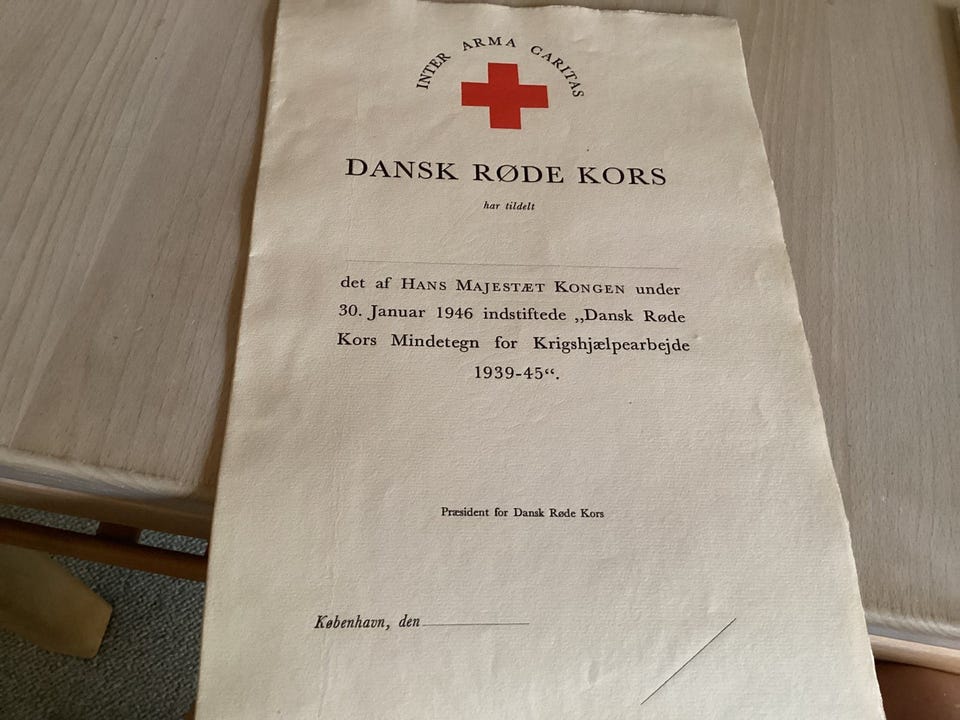 INTER ARMA CARITAS
DANSK RØDE KORS
har tildelt
det af HANS MAJESTÆT KONGEN under
30. Januar 1946 indstiftede „Dansk Røde
Kors Mindetegn for Krigshjælpearbejde
1939-45“.
Præsident for Dansk Røde Kors
København, den